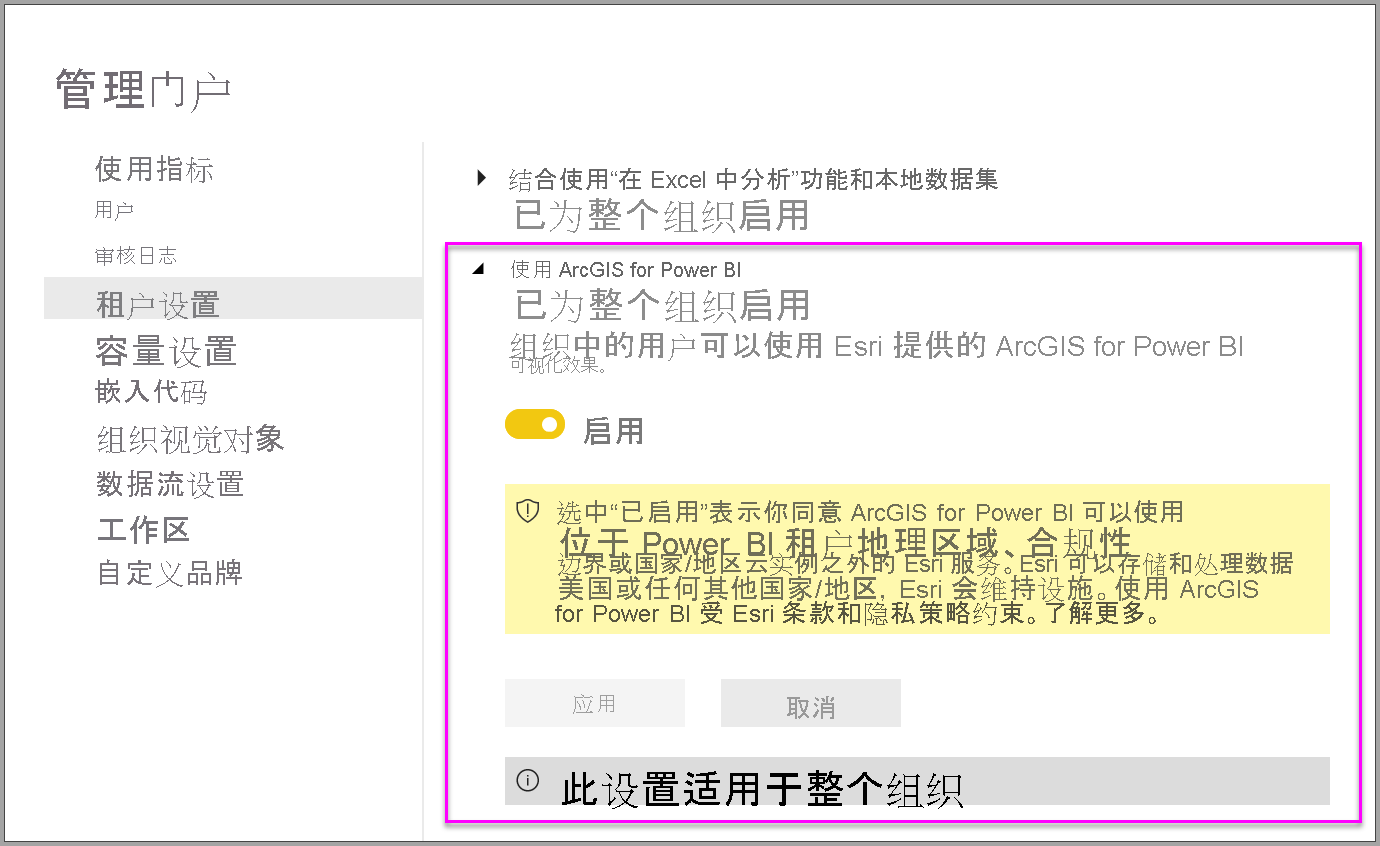 管理门户
使用指标
用户
审核日志
租户设置
容量设置
嵌入代码
组织视觉对象
数据流设置
工作区
自定义品牌
结合使用“在 Excel 中分析”功能和本地数据集
已为整个组织启用
使用 ArcGIS for Power BI
已为整个组织启用
组织中的用户可以使用 Esri 提供的 ArcGIS for Power BI
可视化效果。
启用
选中“已启用”表示你同意 ArcGIS for Power BI 可以使用
位于 Power BI 租户地理区域、合规性
边界或国家/地区云实例之外的 Esri 服务。Esri 可以存储和处理数据
美国或任何其他国家/地区, Esri 会维持设施。使用 ArcGIS
for Power BI 受 Esri 条款和隐私策略约束。了解更多。
应用
取消
此设置适用于整个组织